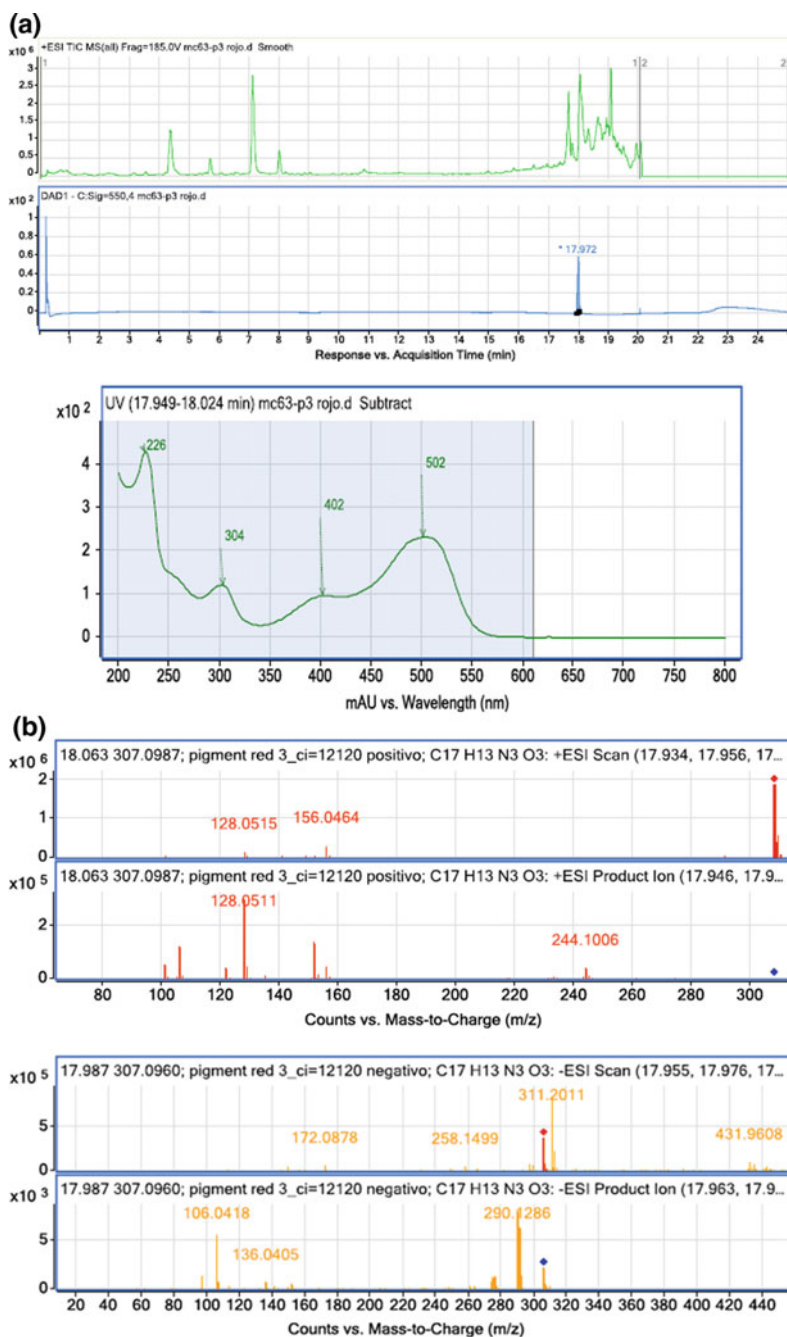 (a)
+ESI TIC MS(all) Frag=185.0V mc63-p3 rojo.d Smooth
x10 6
1
1 2
2
3
2.5
2
1.5
1
0.5
0
DAD1 - C:Sig=550,4 mc63-p3 rojo.d
x10 2
1
0.8
0.6
0.4
0.2
0
* 17.972
1 2 3 4 5 6 7 8 9 10 11 12 13 14 15 16 17 18 19 20 21 22 23 24
Response vs. Acquisition Time (min)
UV (17.949-18.024 min) mc63-p3 rojo.d Subtract
x10 2
4
3
2
1
0
226
304
402
502
200 250 300 350 400 450 500 550 600 650 700 750 800
mAU vs. Wavelength (nm)
(b)
18.063 307.0987; pigment red 3_ci=12120 positivo; C17 H13 N3 O3: +ESI Scan (17.934, 17.956, 17...
x10 6
2
1
0
128.0515
156.0464
18.063 307.0987; pigment red 3_ci=12120 positivo; C17 H13 N3 O3: +ESI Product Ion (17.946, 17.9...
x10 5
2
0
128.0511
244.1006
80 100 120 140 160 180 200 220 240 260 280 300
Counts vs. Mass-to-Charge (m/z)
17.987 307.0960; pigment red 3_ci=12120 negativo; C17 H13 N3 O3: -ESI Scan (17.955, 17.976, 17...
x10 5
5
0
172.0878
258.1499
311.2011
431.9608
17.987 307.0960; pigment red 3_ci=12120 negativo; C17 H13 N3 O3: -ESI Product Ion (17.963, 17.9...
x10 3
5
0
106.0418
136.0405
290.1286
20 40 60 80 100 120 140 160 180 200 220 240 260 280 300 320 340 360 380 400 420 440
Counts vs. Mass-to-Charge (m/z)